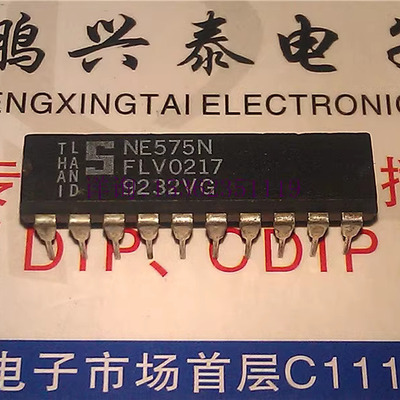 鹏兴泰电子
ENGXINGTAI ELECTRONIC
TL
HA
AN
ID
S
NE575N
FLV0217
9232VG
DIP、ODIP
电子市场首层C111